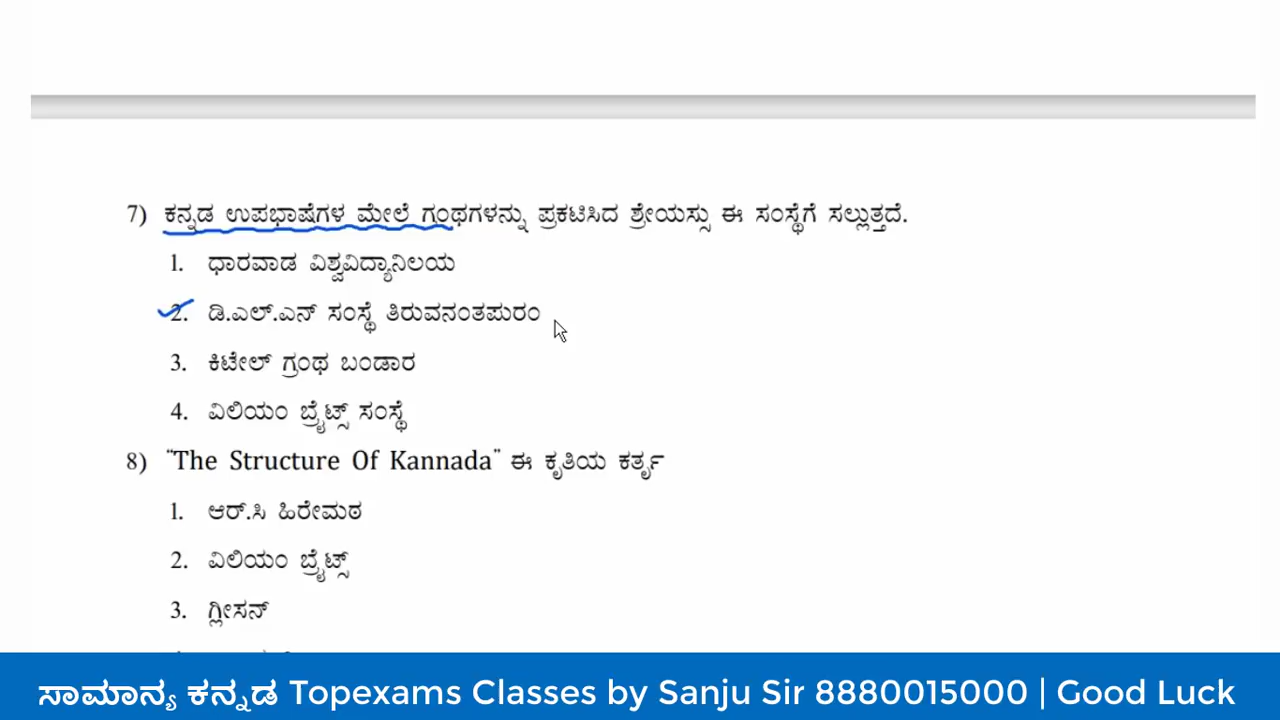 7) ಕನ್ನಡ ಉಪಭಾಷೆಗಳ ಮೇಲೆ ಗ್ರಂಥಗಳನ್ನು ಪ್ರಕಟಿಸಿದ ಶ್ರೇಯಸ್ಸು ಈ ಸಂಸ್ಥೆಗೆ ಸಲ್ಲುತ್ತದೆ.
1. ಧಾರವಾಡ ವಿಶ್ವವಿದ್ಯಾನಿಲಯ
2. ಡಿ.ಎಲ್.ಎನ್ ಸಂಸ್ಥೆ ತಿರುವನಂತಪುರಂ
3. ಕಿಟೇಲ್ ಗ್ರಂಥ ಬಂಡಾರ
4. ವಿಲಿಯಂ ಬ್ರೈಟ್ಸ್ ಸಂಸ್ಥೆ
8) "The Structure Of Kannada" ಈ ಕೃತಿಯ ಕರ್ತೃ
1. ಆರ್.ಸಿ ಹಿರೇಮಠ
2. ವಿಲಿಯಂ ಬ್ರೈಟ್ಸ್
3. ಗ್ಲೀಸನ್
ಸಾಮಾನ್ಯ ಕನ್ನಡ Topexams Classes by Sanju Sir 8880015000 | Good Luck